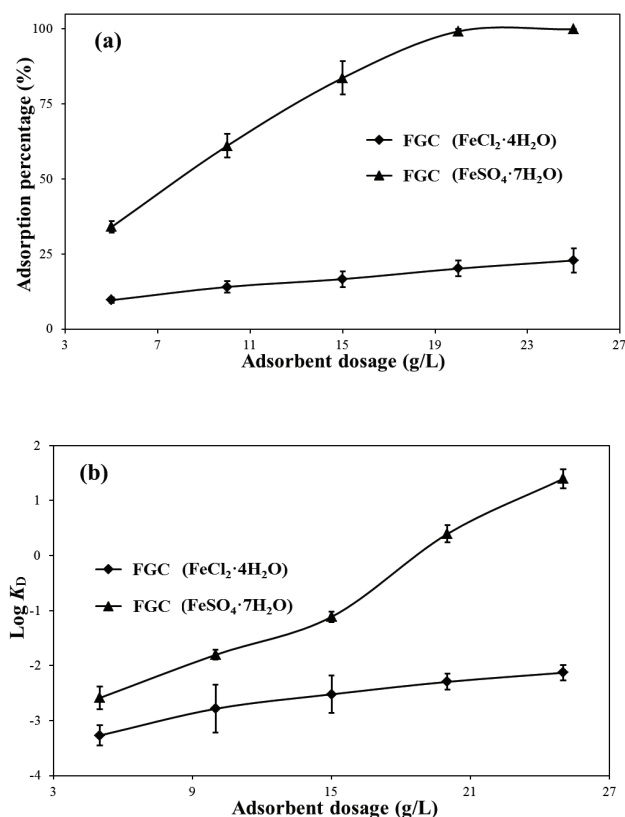 (a)
Adsorption percentage (%)
100
75
50
25
0
FGC (FeCl₂·4H₂O)
FGC (FeSO₄·7H₂O)
3 7 11 15 19 23 27
Adsorbent dosage (g/L)
(b)
Log K_D
2
1
0
-1
-2
-3
-4
FGC (FeCl₂·4H₂O)
FGC (FeSO₄·7H₂O)
3 9 15 21 27
Adsorbent dosage (g/L)